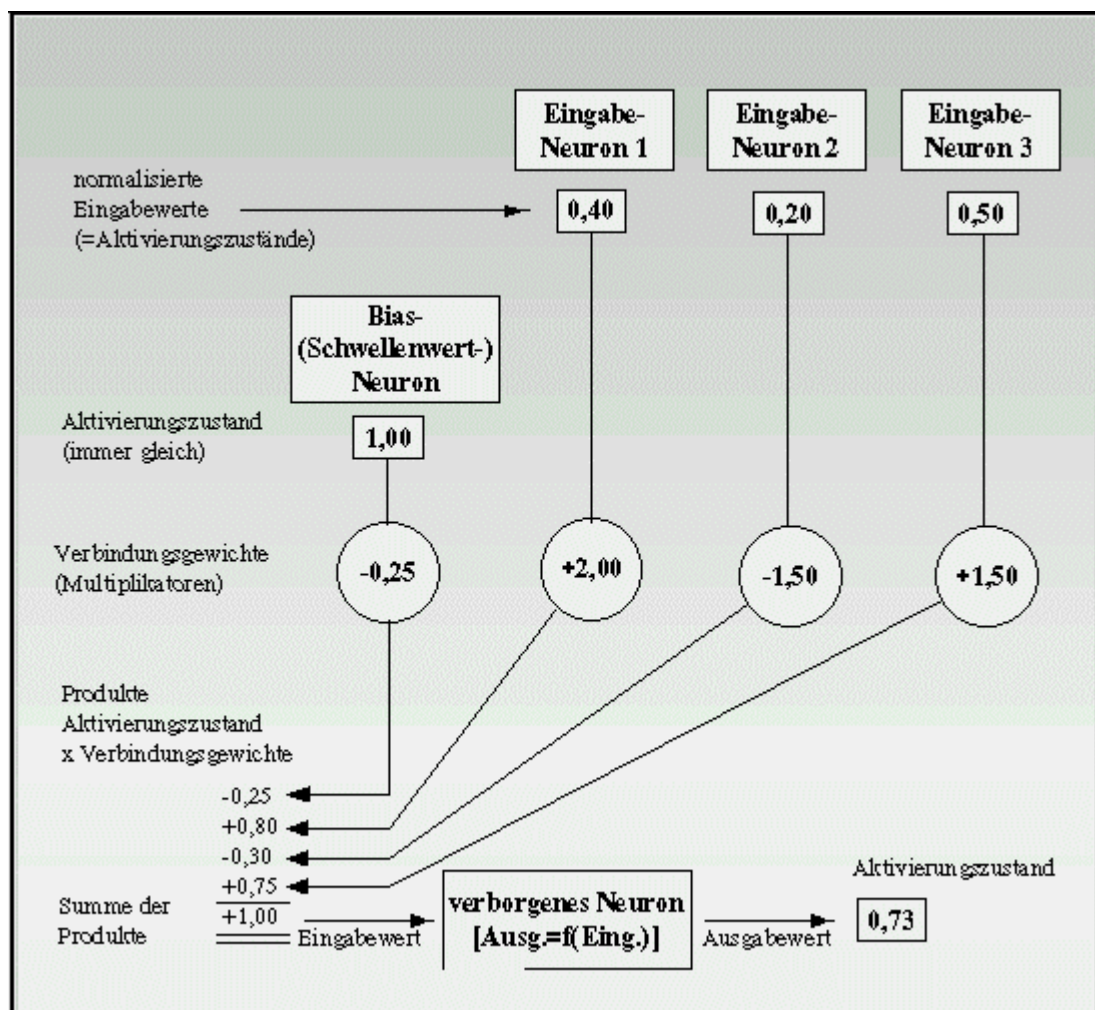 Eingabe-
Neuron 1
Eingabe-
Neuron 2
Eingabe-
Neuron 3
normalisierte
Eingabewerte
(=Aktivierungszustände)
0,40
0,20
0,50
Bias-
(Schwellenwert-)
Neuron
Aktivierungszustand
(immer gleich)
1,00
Verbindungsgewichte
(Multiplikatoren)
-0,25
+2,00
-1,50
+1,50
Produkte
Aktivierungszustand
x Verbindungsgewichte
-0,25
+0,80
-0,30
+0,75
Summe der
Produkte
+1,00
Eingabewert
verborgenes Neuron
[Ausg.=f(Eing.)]
Ausgabewert
Aktivierungszustand
0,73